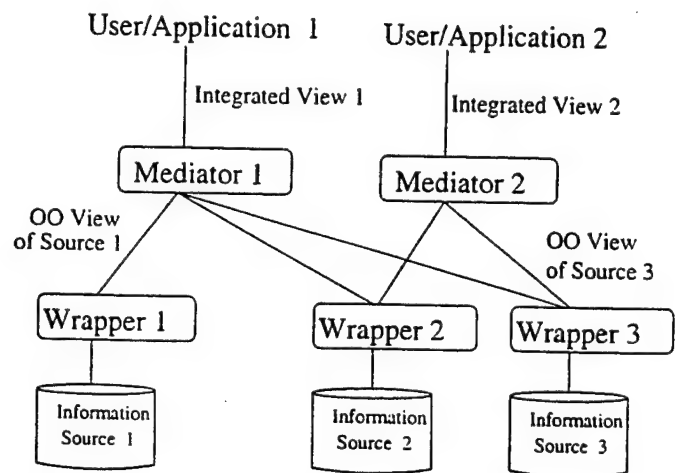 User/Application 1
User/Application 2
Integrated View 1
Integrated View 2
Mediator 1
Mediator 2
OO View
of Source 1
OO View
of Source 3
Wrapper 1
Wrapper 2
Wrapper 3
Information
Source 1
Information
Source 2
Information
Source 3